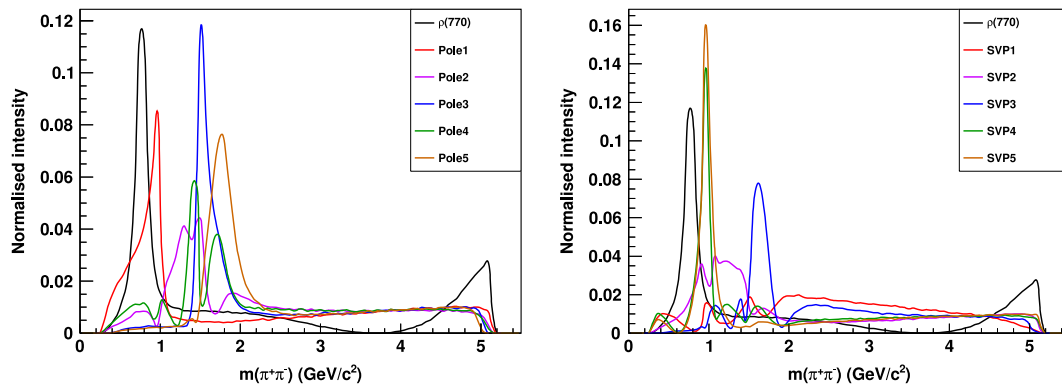 Normalised intensity
0.12
0.1
0.08
0.06
0.04
0.02
0
0 1 2 3 4 5
m(π⁺π⁻) (GeV/c²)
ρ(770)
Pole1
Pole2
Pole3
Pole4
Pole5
Normalised intensity
0.16
0.14
0.12
0.10
0.08
0.06
0.04
0.02
0.00
0 1 2 3 4 5
m(π⁺π⁻) (GeV/c²)
ρ(770)
SVP1
SVP2
SVP3
SVP4
SVP5